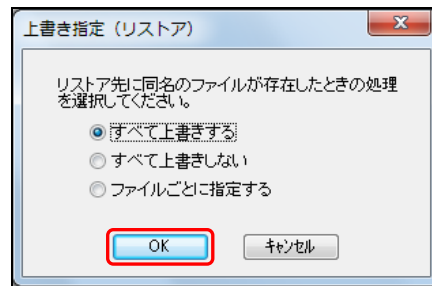 上書き指定（リストア）
リストア先に同名のファイルが存在したときの処理
を選択してください。
すべて上書きする
すべて上書きしない
ファイルごとに指定する
OK キャンセル